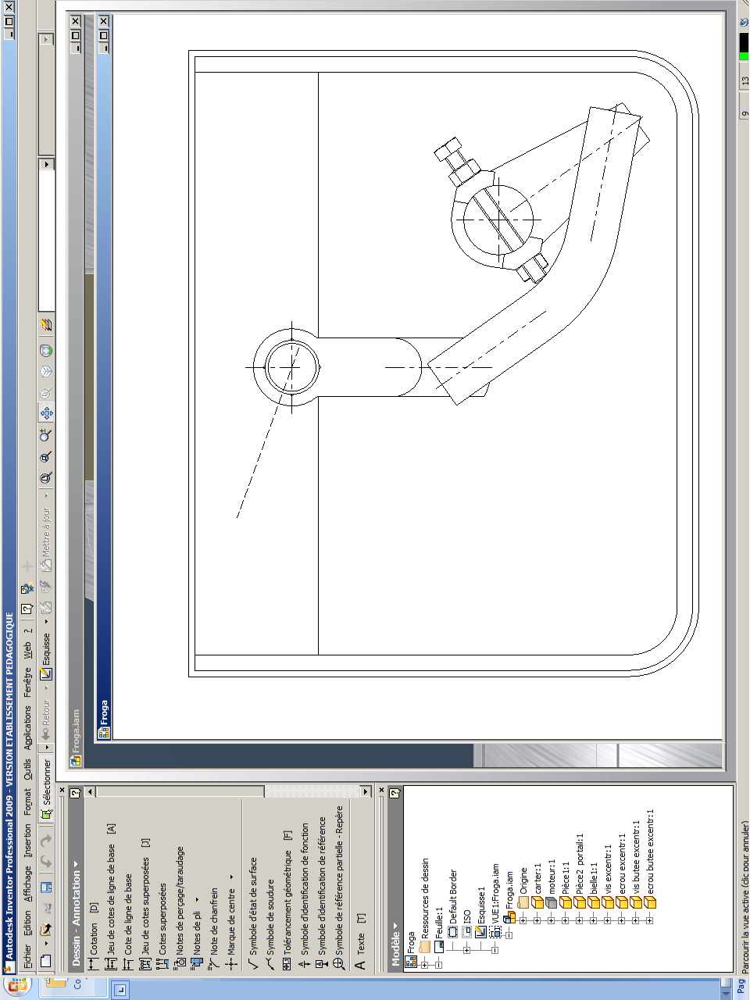 Autodesk Inventor Professional 2009 - VERSION ETABLISSEMENT PEDAGOGIQUE
Fichier Edition Affichage Insertion Format Outils Applications Fenêtre Web ?
Sélectionner Retour Esquisse Mettre à jour
Dessin - Annotation
Cotation [D]
Jeu de cotes de ligne de base [A]
Cote de ligne de base
Jeu de cotes superposées [J]
Cotes superposées
Notes de perçage/taraudage
Notes de pli
Note de chanfrein
Marque de centre
Symbole d'état de surface
Symbole de soudure
Tolérancement géométrique [F]
Symbole d'identification de fonction
Symbole d'identification de référence
Symbole de référence partielle - Repère
Texte [T]
Modèle
Froga
Ressources de dessin
Feuille:1
Default Border
ISO
Esquisse1
VUE1:Froga.iam
Froga.iam
Origine
carter:1
moteur:1
Pièce1:1
Pièce2 portail:1
bielle1:1
vis excentr:1
ecrou excentr:1
vis butee excentr:1
ecrou butee excentr:1
Froga.iam
Froga
Parcourir la vue active (clic pour annuler)
9 13
Co
L
Pag